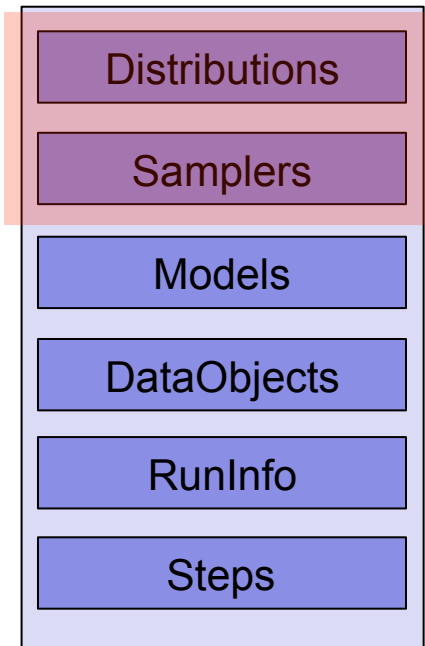 Distributions
Samplers
Models
DataObjects
RunInfo
Steps